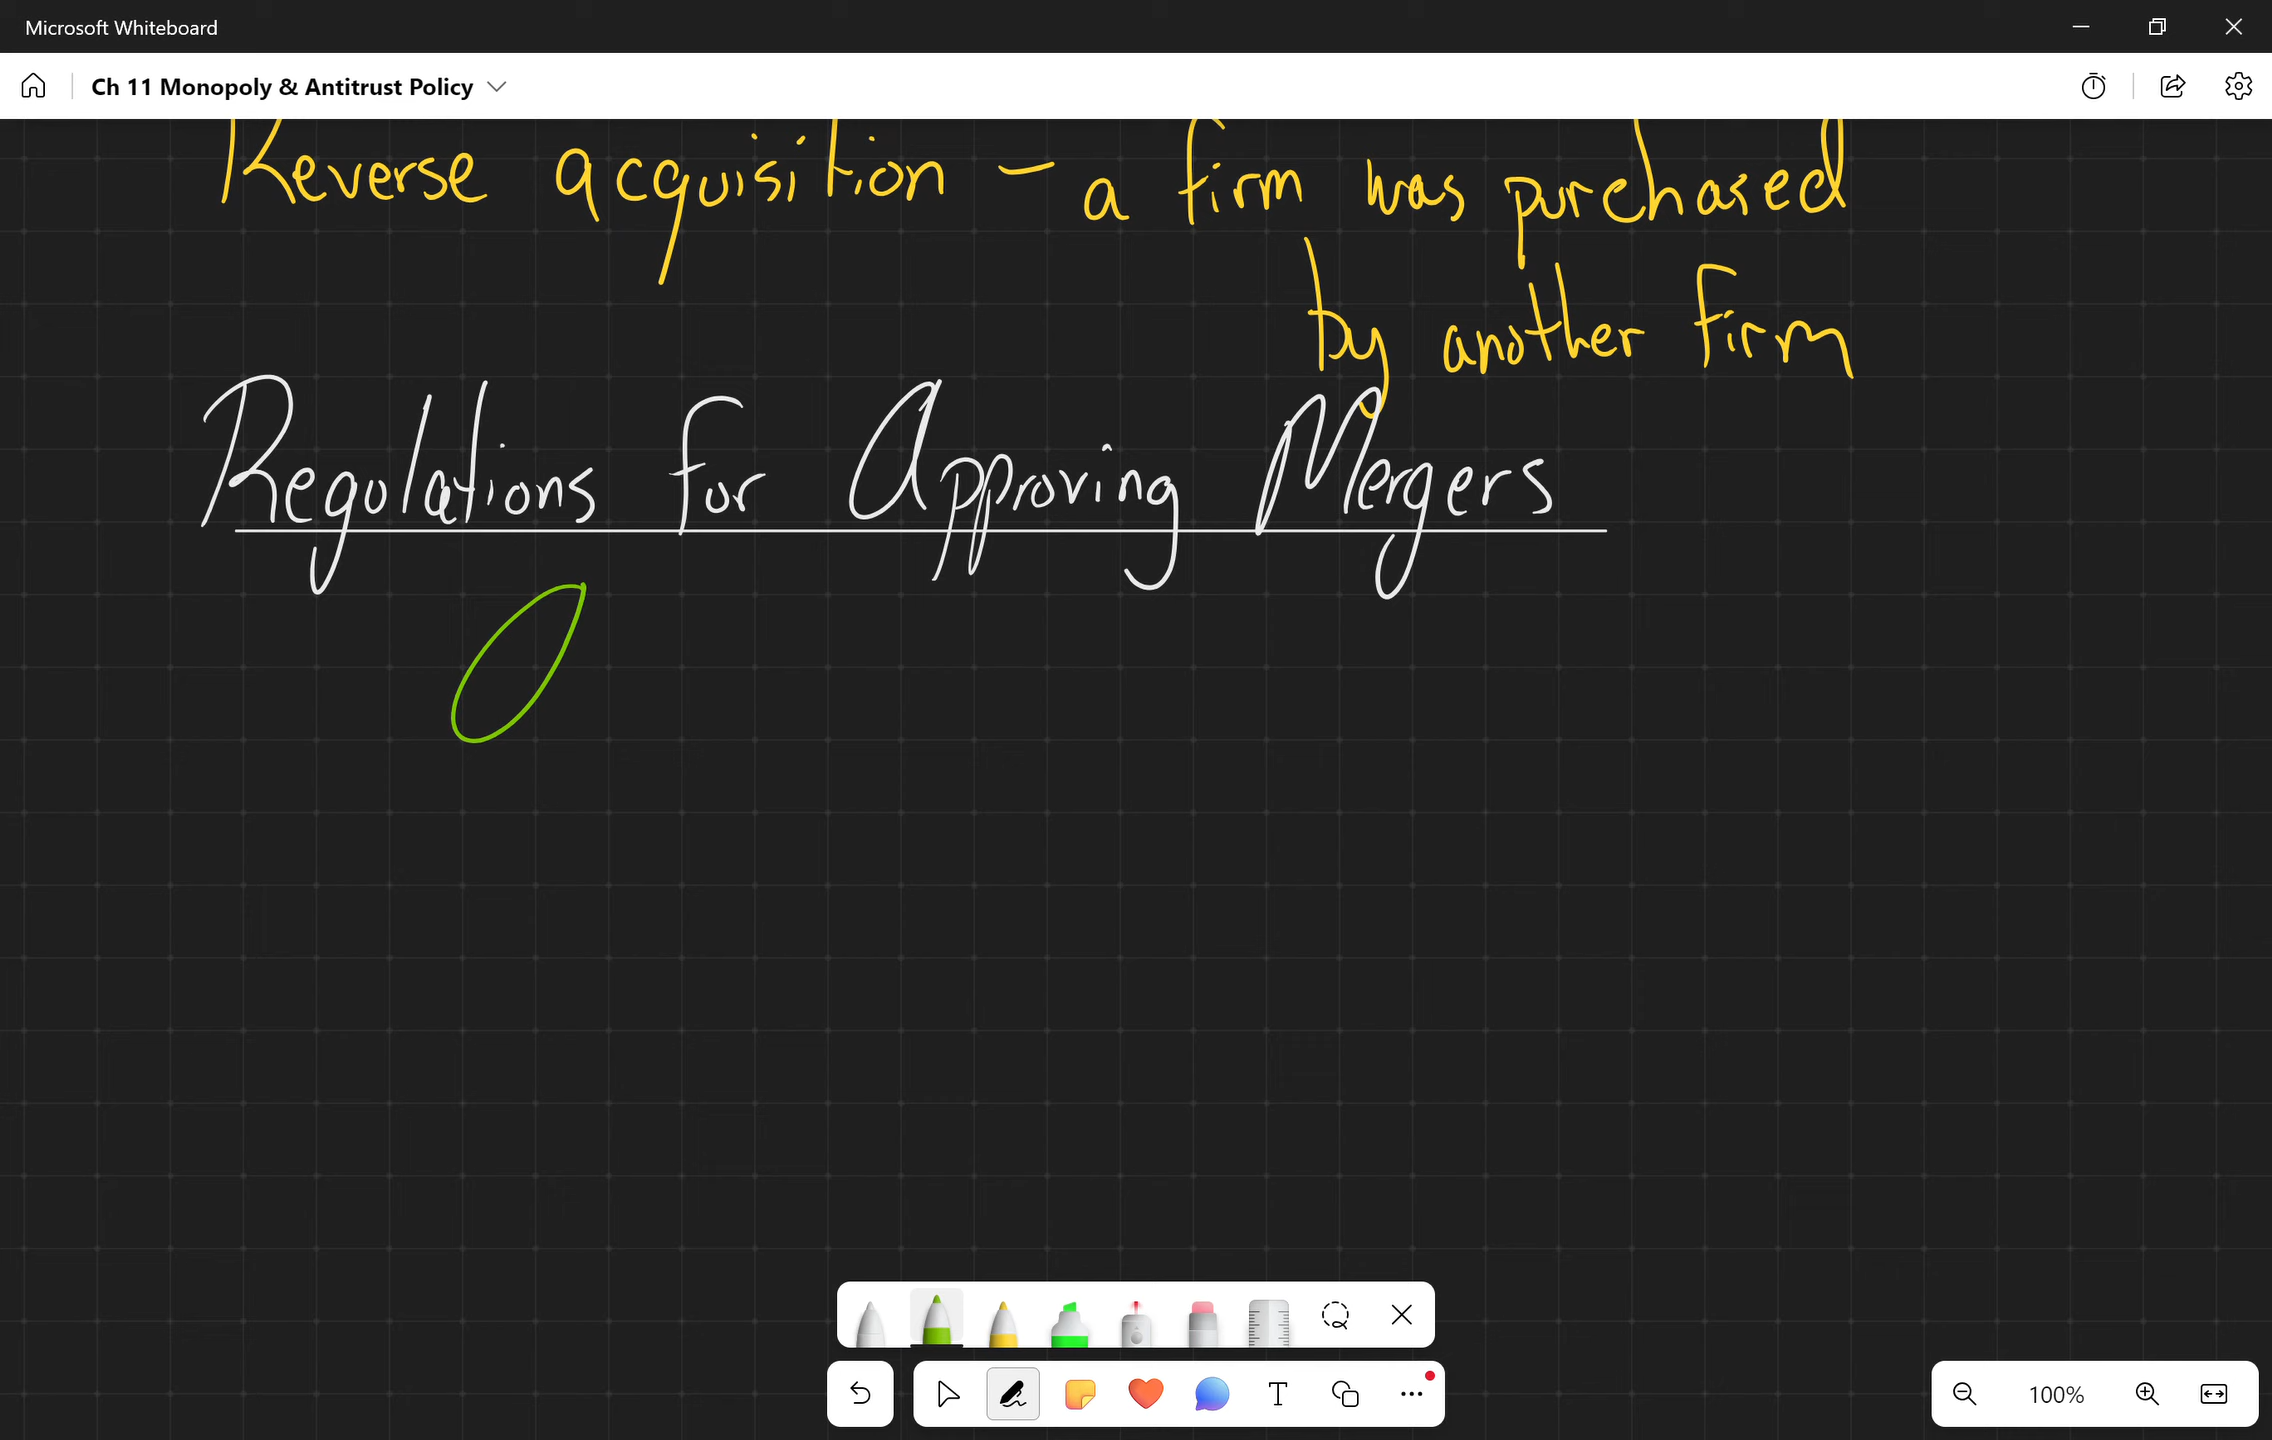 Microsoft Whiteboard
Ch 11 Monopoly & Antitrust Policy
Reverse acquisition – a firm was purchased
by another firm
Regulations for Approving Mergers
100%